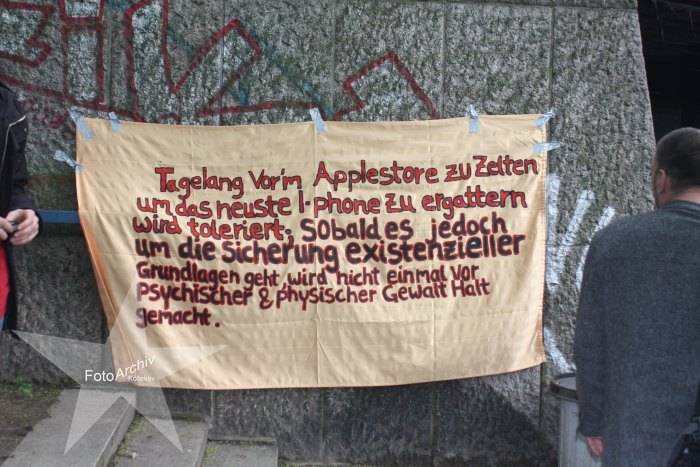 Tagelang Vor'm Applestore zu Zelten
um das neuste I-phone zu ergattern
wird toleriert; Sobald es jedoch
um die Sicherung existenzieller
Grundlagen geht, wird nicht einmal vor
psychischer & physischer Gewalt Halt
gemacht.
FotoArchiv
Kollektiv